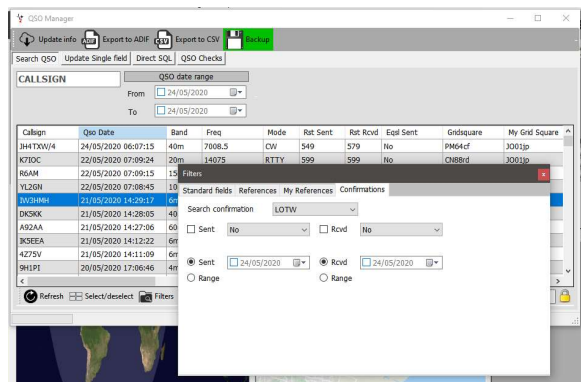 QSO Manager
Update info Export to ADIF Export to CSV Backup
Search QSO Update Single field Direct SQL QSO Checks
CALLSIGN
QSO date range
From 24/05/2020
To 24/05/2020
Callsign Qso Date Band Freq Mode Rst Sent Rst Rcvd Eqsl Sent Gridsquare My Grid Square
JH4TXW/4 24/05/2020 06:07:15 40m 7008.5 CW 549 579 No PM64cf JO01jp
K7IOC 22/05/2020 07:09:24 20m 14075 RTTY 599 599 No CN88rd JO01jp
R6AM 22/05/2020 07:09:15 15
YL2GN 22/05/2020 07:08:45 10
IW3HMH 21/05/2020 14:29:17 6m
DK5KK 21/05/2020 14:28:05 40
A92AA 21/05/2020 14:27:06 60
IK5EEA 21/05/2020 14:12:22 6m
4Z75V 21/05/2020 14:11:09 6m
9H1PI 20/05/2020 17:06:46 4m
Refresh Select/deselect Filters
Filters
Standard fields References My References Confirmations
Search confirmation LOTW
Sent No Rcvd No
Sent 24/05/2020 Rcvd 24/05/2020
Range Range